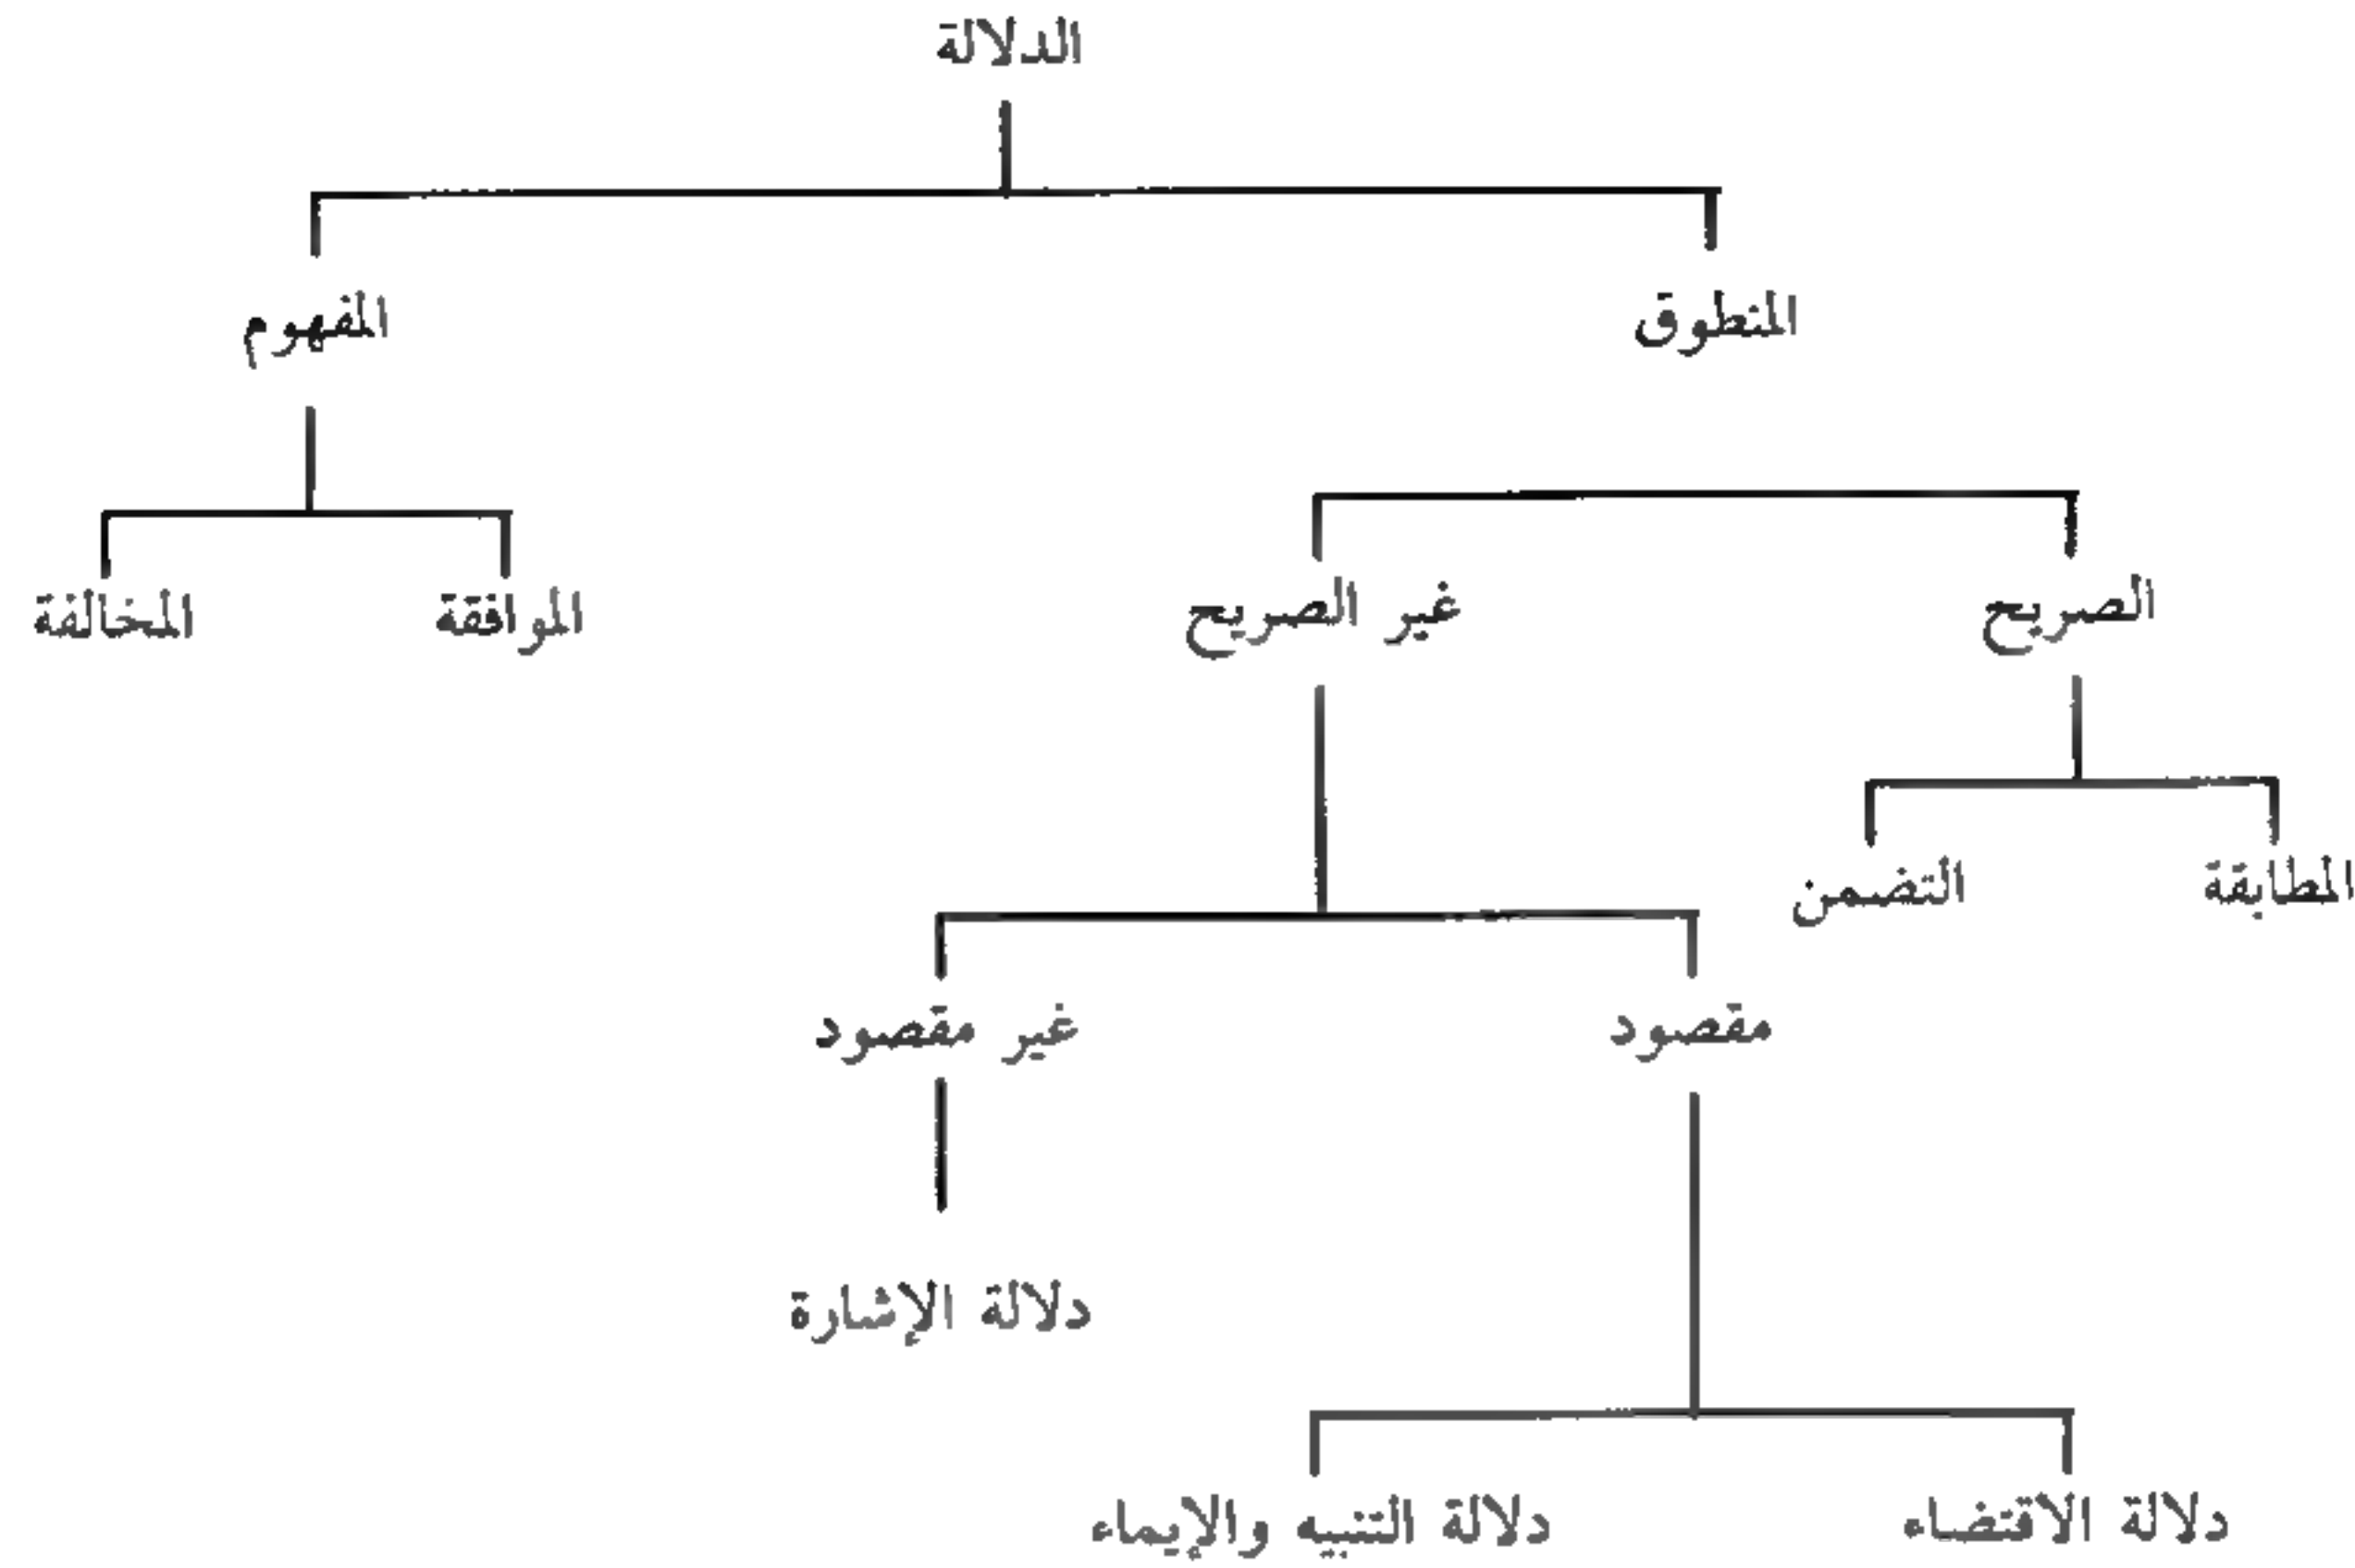 الدلالة
المنطوق
المفهوم
الصريح
غير الصريح
الموافقة
المخالفة
المطابقة
التضمن
مقصود
غير مقصود
دلالة الإشارة
دلالة الاقتضاء
دلالة التنبيه والإيماء